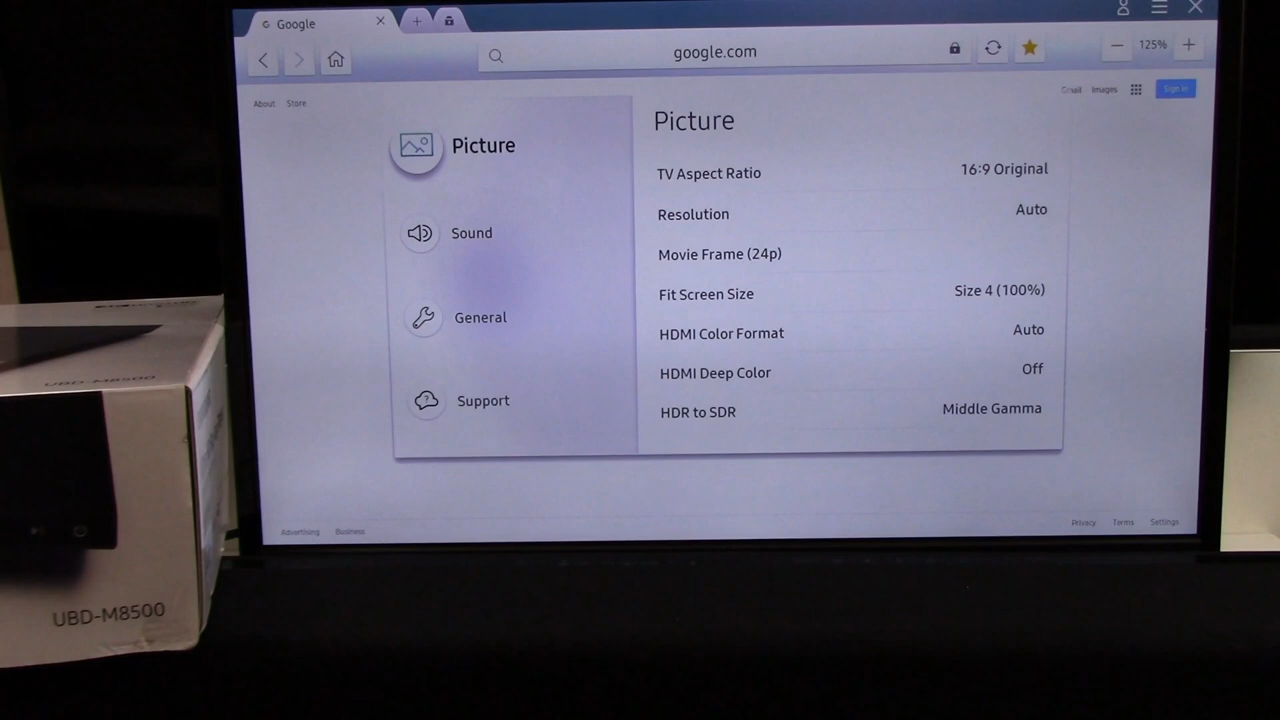 Google
google.com
125%
About Store
Gmail Images
Sign in
Picture
Sound
General
Support
Picture
TV Aspect Ratio 16:9 Original
Resolution Auto
Movie Frame (24p)
Fit Screen Size Size 4 (100%)
HDMI Color Format Auto
HDMI Deep Color Off
HDR to SDR Middle Gamma
Advertising Business
Privacy Terms Settings
UBD-M8500
UBD-M8500